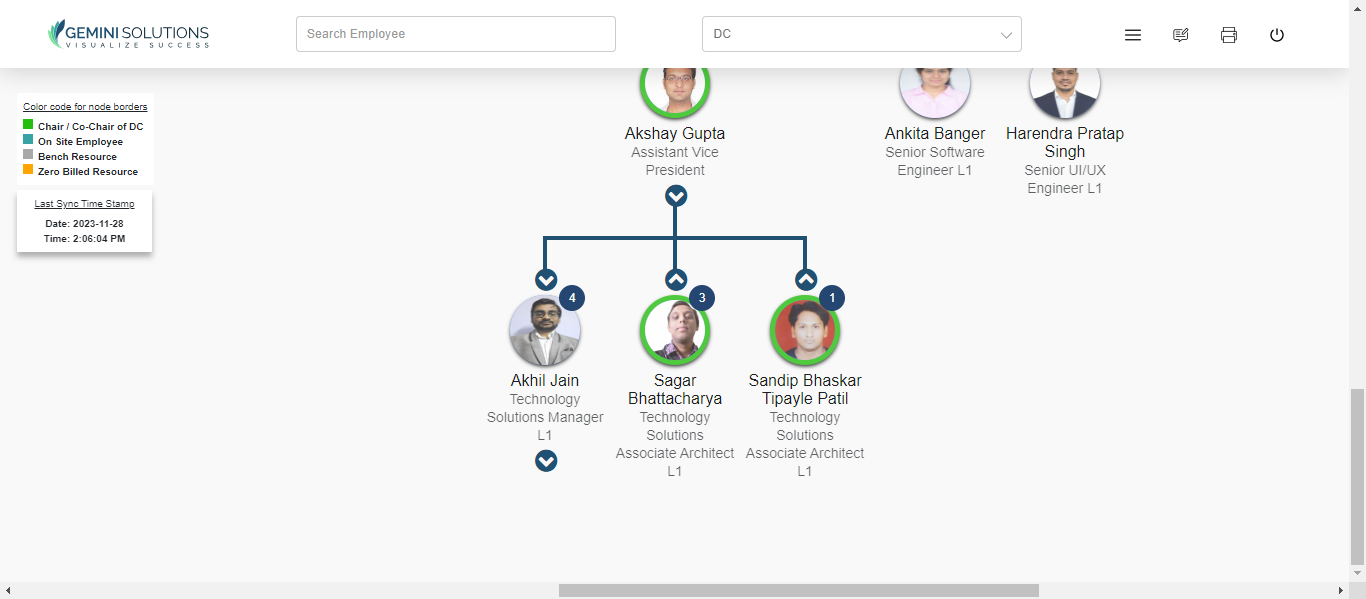 GEMINI SOLUTIONS
VISUALIZE SUCCESS
Search Employee
DC
Color code for node borders
Chair / Co-Chair of DC
On Site Employee
Bench Resource
Zero Billed Resource
Last Sync Time Stamp
Date: 2023-11-28
Time: 2:06:04 PM
Akshay Gupta
Assistant Vice
President
Ankita Banger
Senior Software
Engineer L1
Harendra Pratap
Singh
Senior UI/UX
Engineer L1
4
Akhil Jain
Technology
Solutions Manager
L1
3
Sagar
Bhattacharya
Technology
Solutions
Associate Architect
L1
1
Sandip Bhaskar
Tipayle Patil
Technology
Solutions
Associate Architect
L1